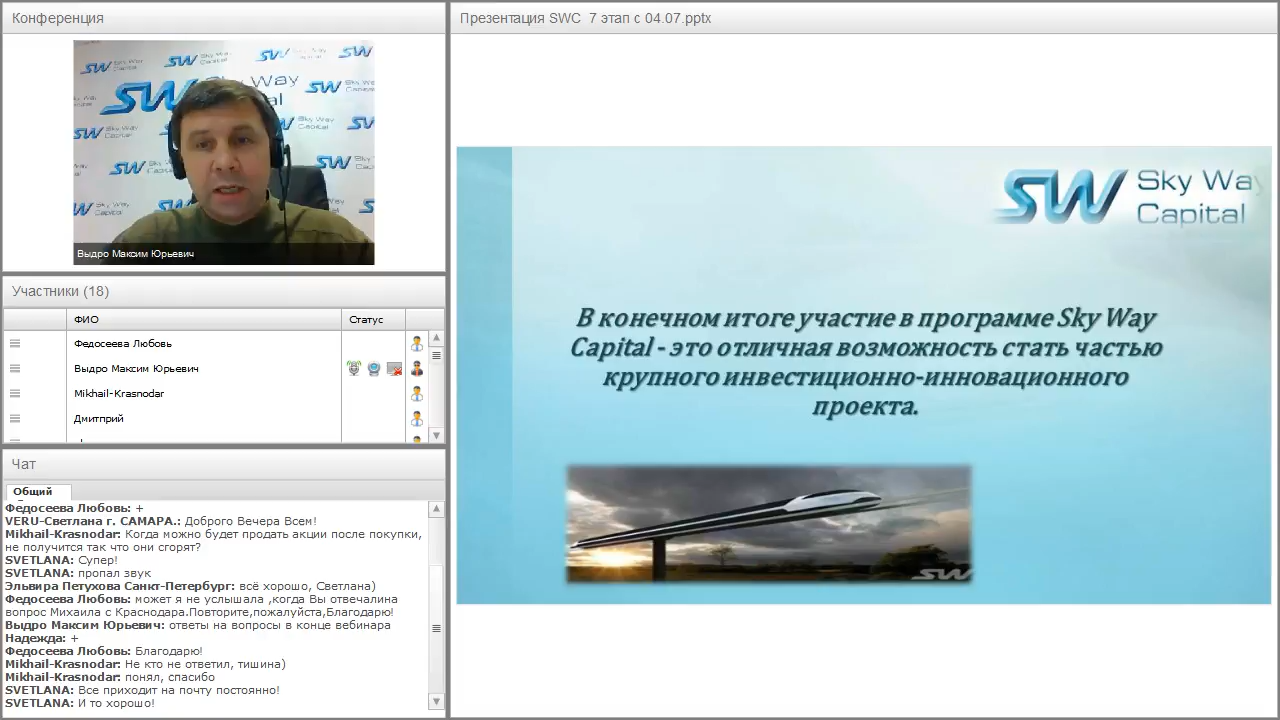 Конференция
SW Sky Way
Capital
Выдро Максим Юрьевич
Участники (18)
ФИО
Статус
Федосеева Любовь
Выдро Максим Юрьевич
Mikhail-Krasnodar
Дмитприй
Чат
Общий
Федосеева Любовь: +
VERU-Светлана г. САМАРА.: Доброго Вечера Всем!
Mikhail-Krasnodar: Когда можно будет продать акции после покупки,
не получится так что они сгорят?
SVETLANA: Супер!
SVETLANA: пропал звук
Эльвира Петухова Санкт-Петербург: всё хорошо, Светлана)
Федосеева Любовь: может я не услышала ,когда Вы отвечалина
вопрос Михаила с Краснодара.Повторите,пожалуйста,Благодарю!
Выдро Максим Юрьевич: ответы на вопросы в конце вебинара
Надежда: +
Федосеева Любовь: Благодарю!
Mikhail-Krasnodar: Не кто не ответил, тишина)
Mikhail-Krasnodar: понял, спасибо
SVETLANA: Все приходит на почту постоянно!
SVETLANA: И то хорошо!
Презентация SWC 7 этап с 04.07.pptx
SW Sky Way
Capital
В конечном итоге участие в программе Sky Way
Capital - это отличная возможность стать частью
крупного инвестиционно-инновационного
проекта.
SW